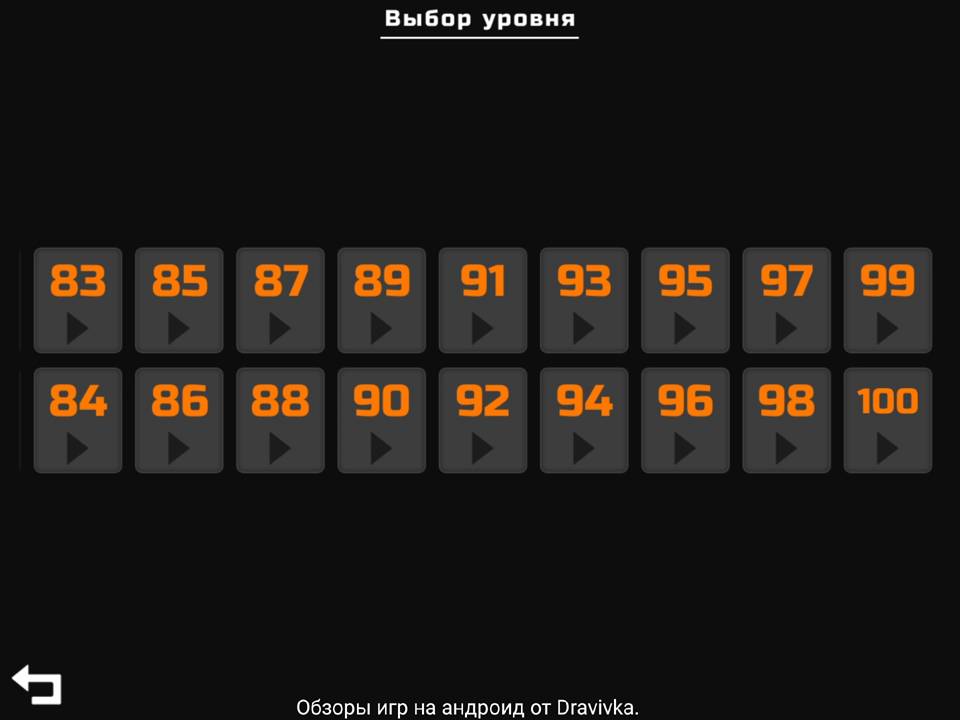 Выбор уровня
83 85 87 89 91 93 95 97 99
84 86 88 90 92 94 96 98 100
Обзоры игр на андроид от Dravivka.